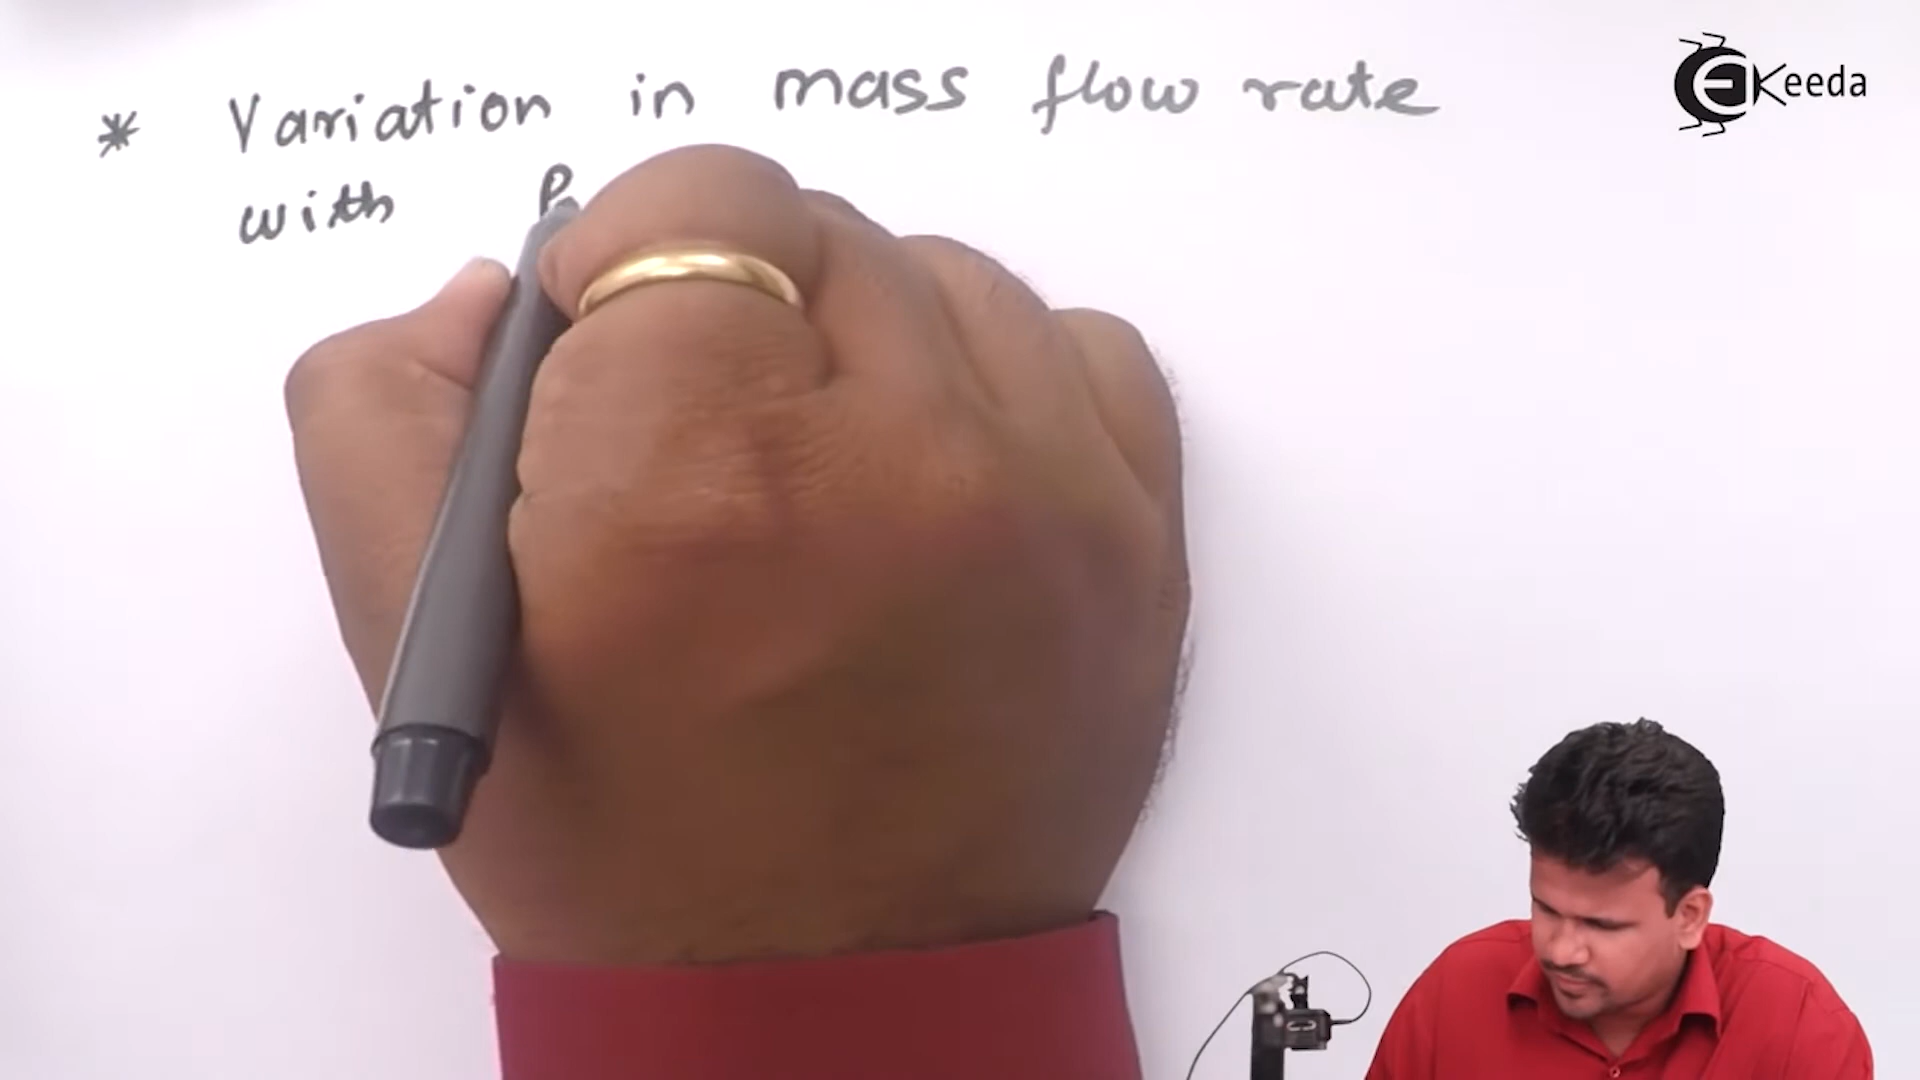 * Variation in mass flow rate
with P
EKeeda